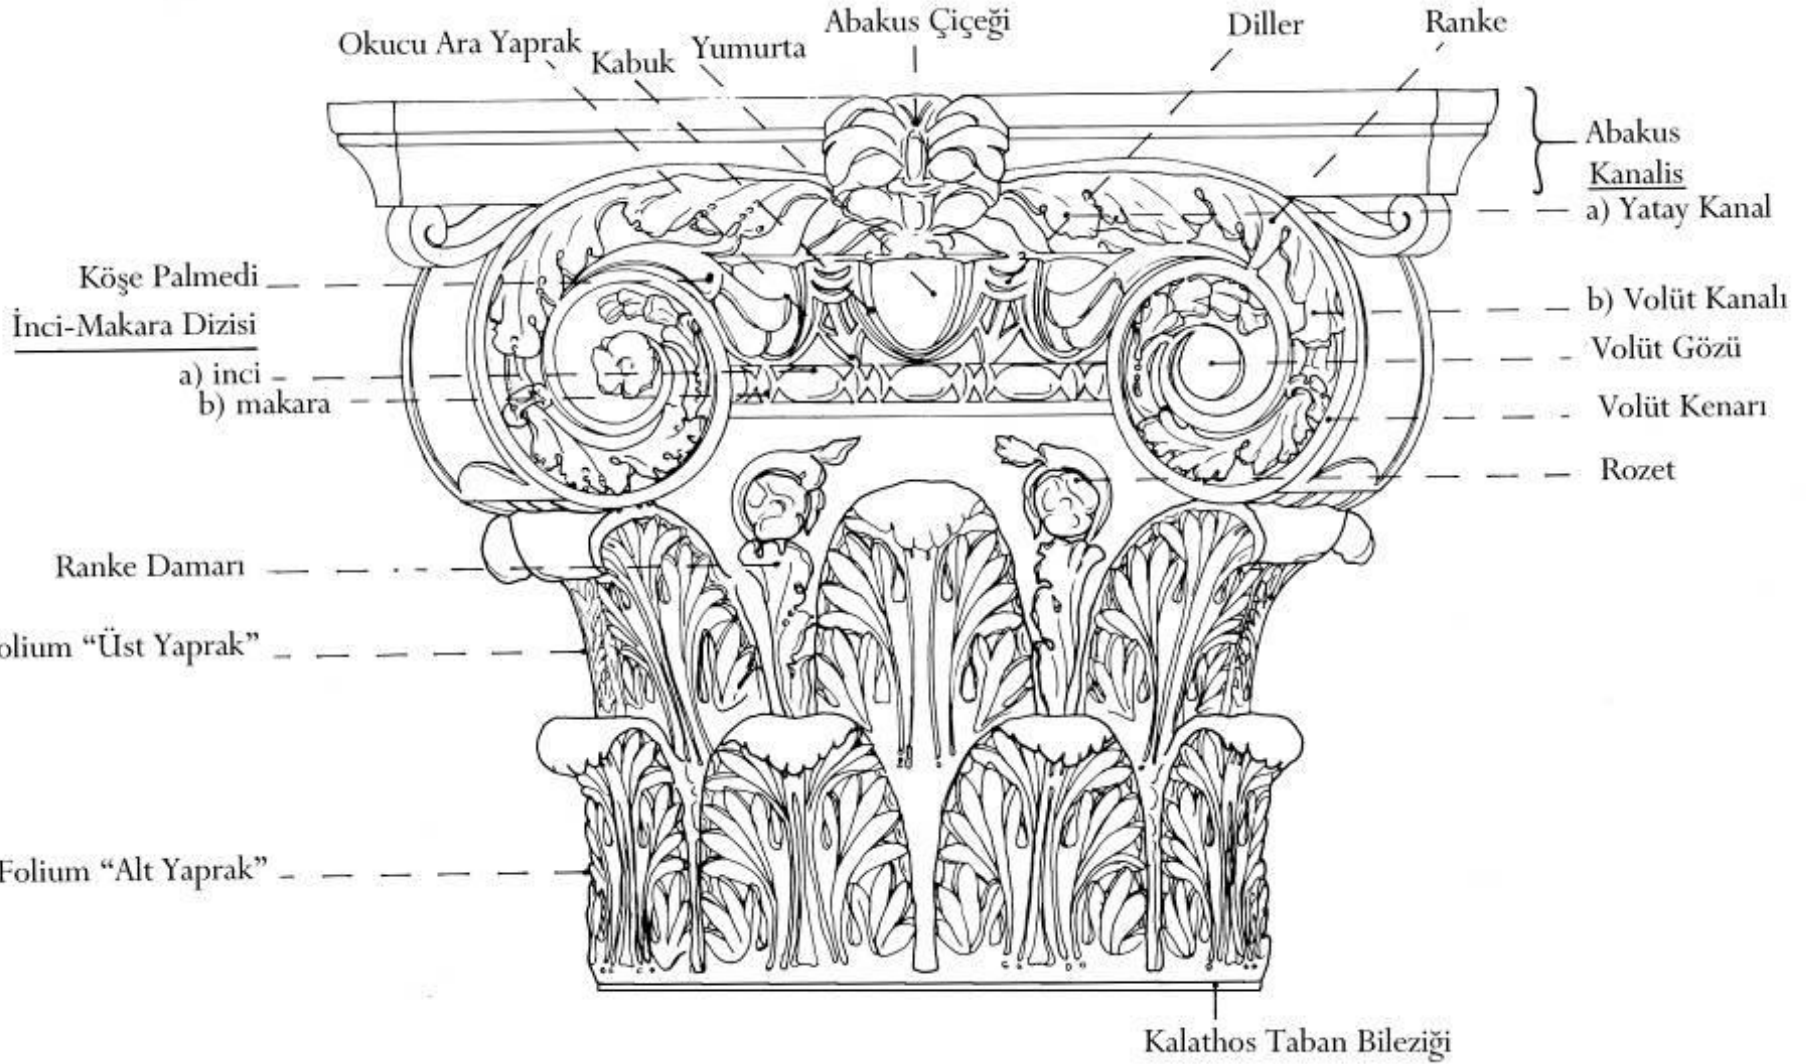 Abakus Çiçeği
Diller
Ranke
Okucu Ara Yaprak
Kabuk
Yumurta
Abakus
Kanalis
a) Yatay Kanal
Köşe Palmedi
İnci-Makara Dizisi
a) inci
b) makara
b) Volüt Kanalı
Volüt Gözü
Volüt Kenarı
Rozet
Ranke Damarı
olium “Üst Yaprak”
Folium “Alt Yaprak”
Kalathos Taban Bileziği